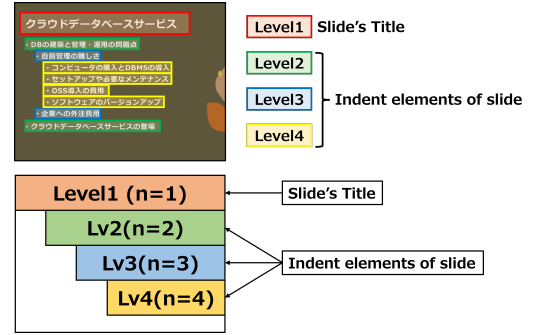 クラウドデータベースサービス
・DBの建築と管理・運用の問題点
・自前管理の難しさ
・コンピュータの購入とDBMSの導入
・セットアップや必要なメンテナンス
・OSS導入の費用
・ソフトウェアのバージョンアップ
・企業への外注費用
・クラウドデータベースサービスの登場
Level1 Slide's Title
Level2
Level3
Level4
Indent elements of slide
Level1 (n=1)
Slide's Title
Lv2(n=2)
Lv3(n=3)
Lv4(n=4)
Indent elements of slide